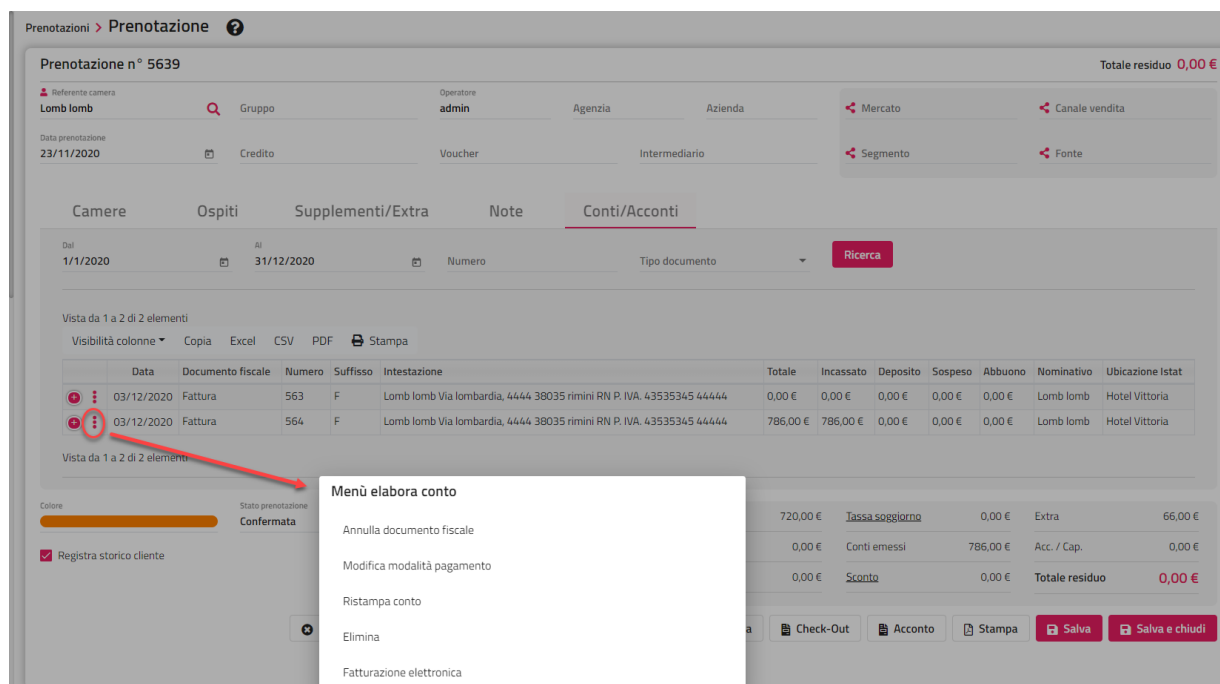 Prenotazioni > Prenotazione ?
Prenotazione n° 5639 Totale residuo 0,00 €
Referente camera Operatore
Lomb lomb Gruppo admin Agenzia Azienda Mercato Canale vendita
Data prenotazione
23/11/2020 Credito Voucher Intermediario Segmento Fonte
Camere Ospiti Supplementi/Extra Note Conti/Acconti
Dal Al
1/1/2020 31/12/2020 Numero Tipo documento Ricerca
Vista da 1 a 2 di 2 elementi
Visibilità colonne Copia Excel CSV PDF Stampa
Data Documento fiscale Numero Suffisso Intestazione Totale Incassato Deposito Sospeso Abbuono Nominativo Ubicazione Istat
03/12/2020 Fattura 563 F Lomb lomb Via lombardia, 4444 38035 rimini RN P. IVA. 43535345 44444 0,00 € 0,00 € 0,00 € 0,00 € 0,00 € Lomb lomb Hotel Vittoria
03/12/2020 Fattura 564 F Lomb lomb Via lombardia, 4444 38035 rimini RN P. IVA. 43535345 44444 786,00 € 786,00 € 0,00 € 0,00 € 0,00 € Lomb lomb Hotel Vittoria
Vista da 1 a 2 di 2 elementi
Menù elabora conto
Colore Stato prenotazione
Confermata 720,00 € Tassa soggiorno 0,00 € Extra 66,00 €
Annulla documento fiscale
Registra storico cliente 0,00 € Conti emessi 786,00 € Acc. / Cap. 0,00 €
Modifica modalità pagamento
0,00 € Sconto 0,00 € Totale residuo 0,00 €
Ristampa conto
a Check-Out Acconto Stampa Salva Salva e chiudi
Elimina
Fatturazione elettronica